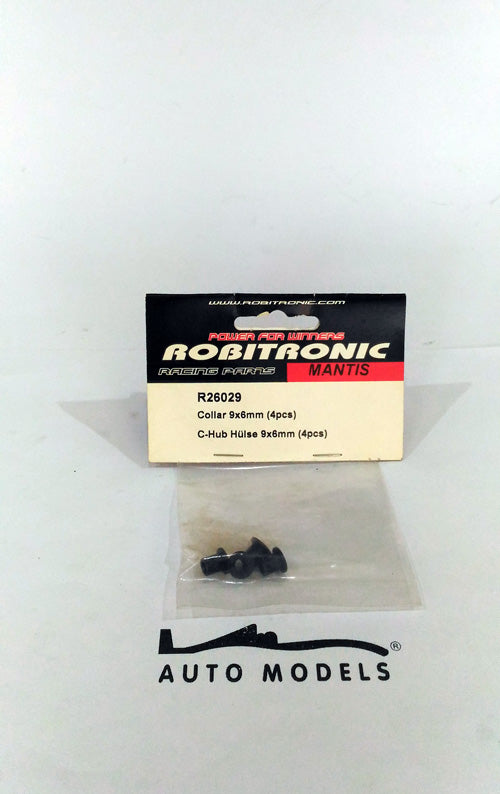 WWW.ROBITRONIC.COM
POWER FOR WINNERS
ROBITRONIC
RACING PARTS MANTIS
R26029
Collar 9x6mm (4pcs)
C-Hub Hülse 9x6mm (4pcs)
®
AUTO MODELS